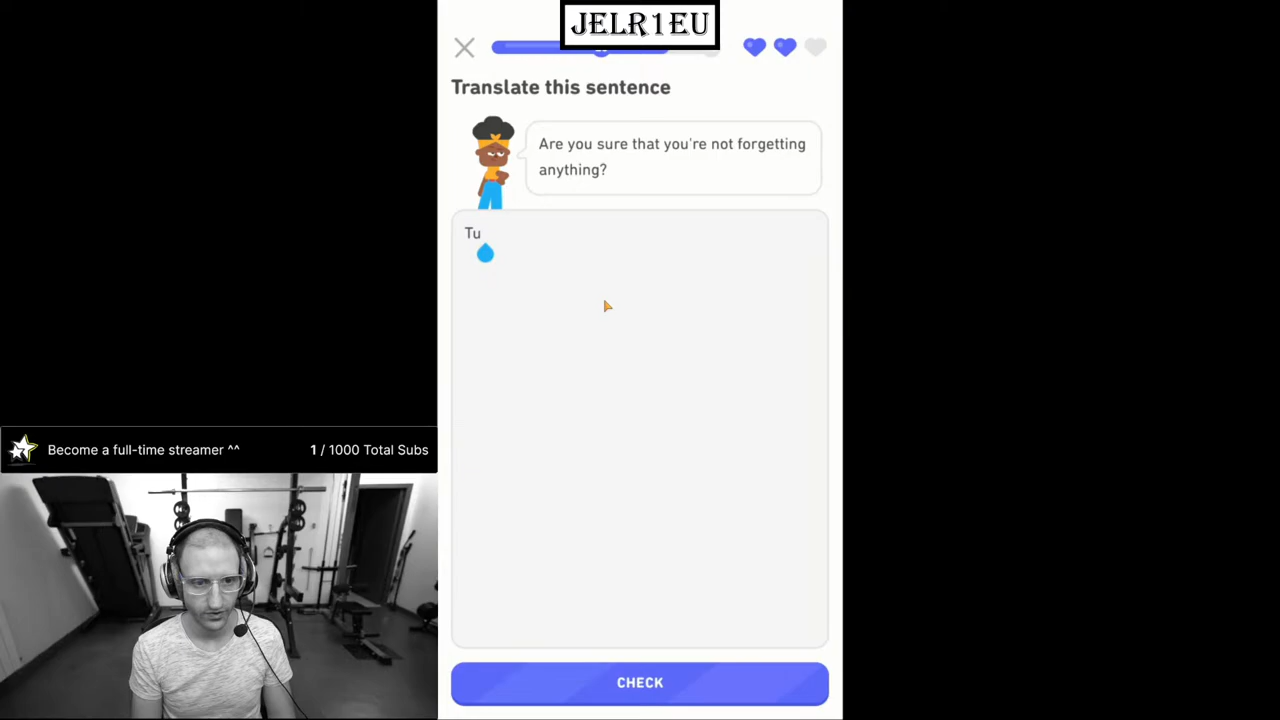 JELR1EU
Translate this sentence
Are you sure that you're not forgetting
anything?
Tu
Become a full-time streamer ^^ 1 / 1000 Total Subs
CHECK